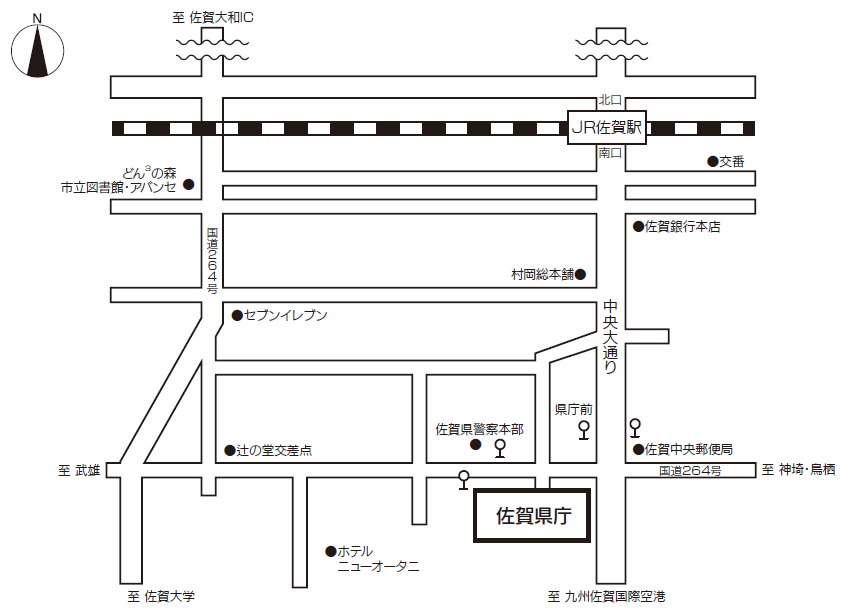 至 佐賀大和IC
N
北口
JR佐賀駅
南口
交番
どん³の森
市立図書館・アバンセ
佐賀銀行本店
国道264号
村岡総本舗
セブンイレブン
中央大通り
県庁前
佐賀県警察本部
辻の堂交差点
佐賀中央郵便局
至 武雄
国道264号
至 神埼・鳥栖
佐賀県庁
ホテル
ニューオータニ
至 佐賀大学
至 九州佐賀国際空港